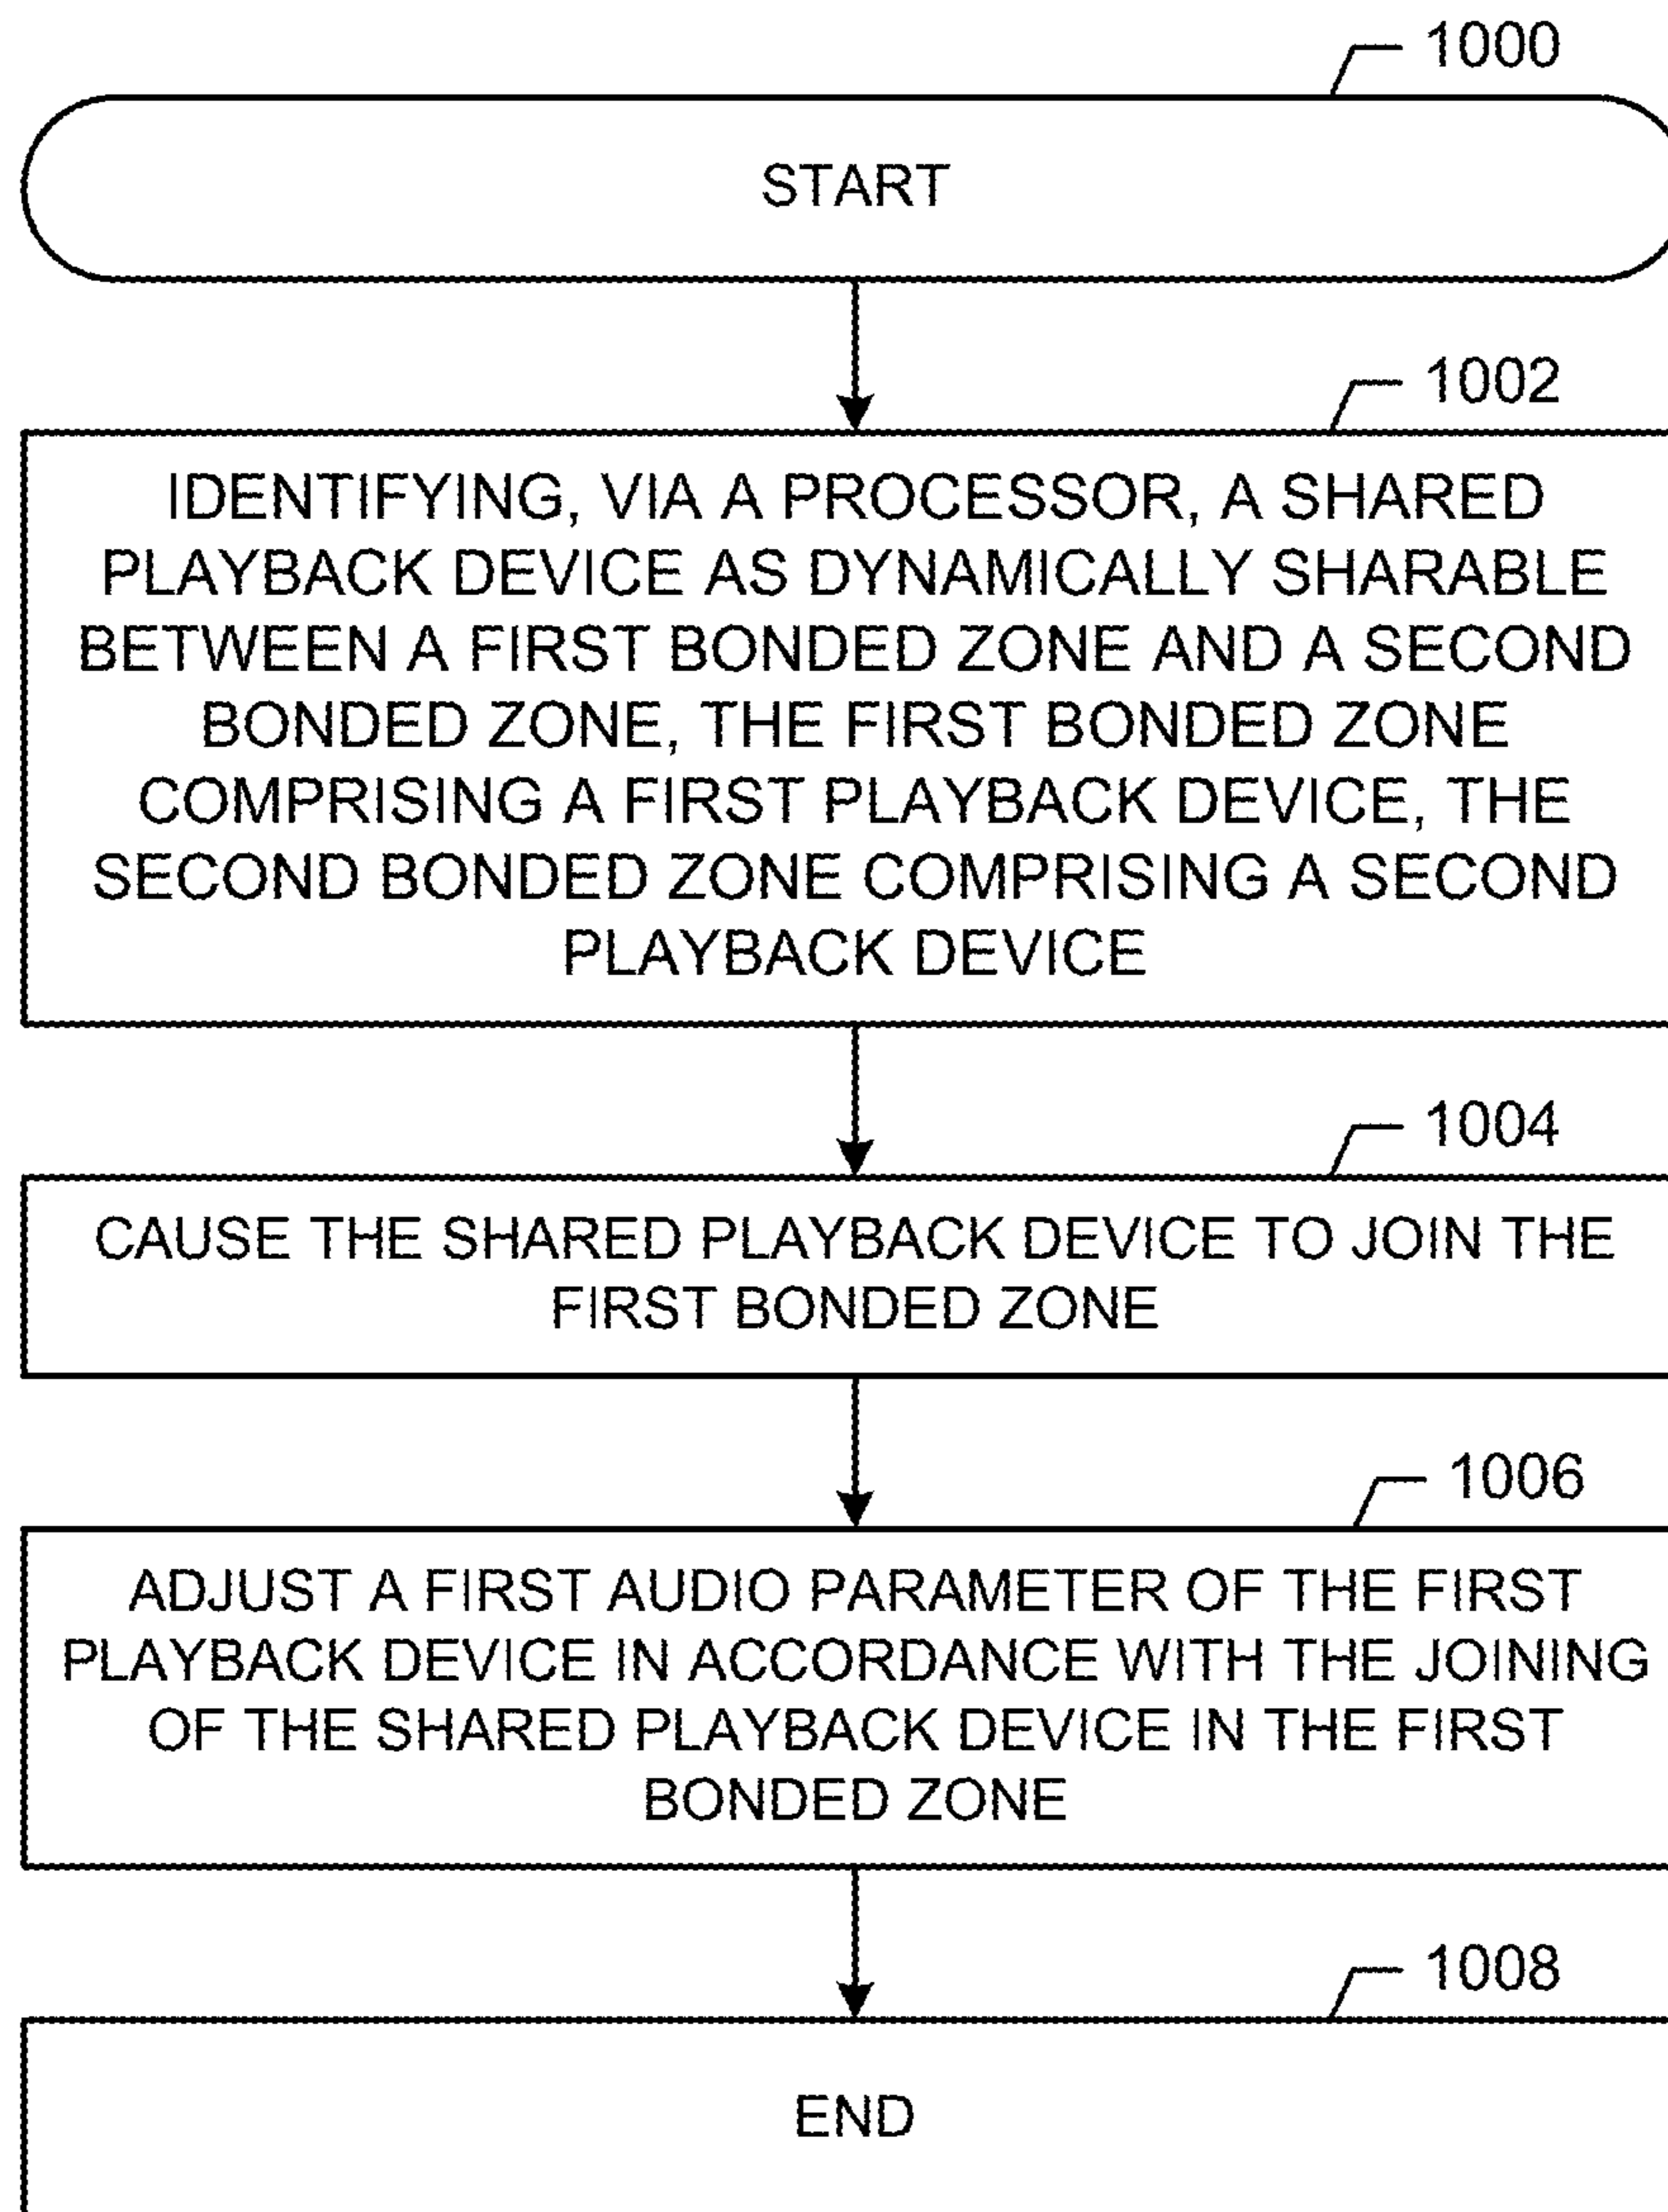 1000
START
1002
IDENTIFYING, VIA A PROCESSOR, A SHARED
PLAYBACK DEVICE AS DYNAMICALLY SHARABLE
BETWEEN A FIRST BONDED ZONE AND A SECOND
BONDED ZONE, THE FIRST BONDED ZONE
COMPRISING A FIRST PLAYBACK DEVICE, THE
SECOND BONDED ZONE COMPRISING A SECOND
PLAYBACK DEVICE
1004
CAUSE THE SHARED PLAYBACK DEVICE TO JOIN THE
FIRST BONDED ZONE
1006
ADJUST A FIRST AUDIO PARAMETER OF THE FIRST
PLAYBACK DEVICE IN ACCORDANCE WITH THE JOINING
OF THE SHARED PLAYBACK DEVICE IN THE FIRST
BONDED ZONE
1008
END